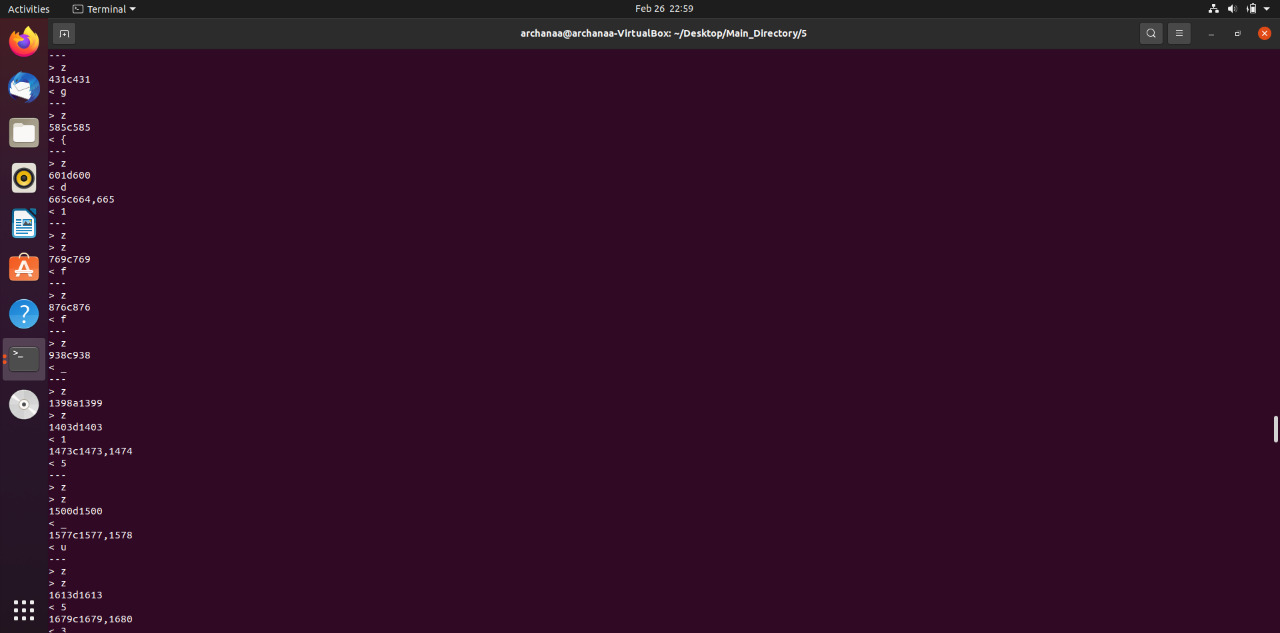 Activities
Terminal
Feb 26 22:59
archanaa@archanaa-VirtualBox: ~/Desktop/Main_Directory/5
---
> z
431c431
< g
---
> z
585c585
< {
---
> z
601d600
< d
665c664,665
< 1
---
> z
> z
769c769
< f
---
> z
876c876
< f
---
> z
938c938
< _
---
> z
1398a1399
> z
1403d1403
< 1
1473c1473,1474
< 5
---
> z
> z
1500d1500
< _
1577c1577,1578
< u
---
> z
> z
1613d1613
< 5
1679c1679,1680
< 3